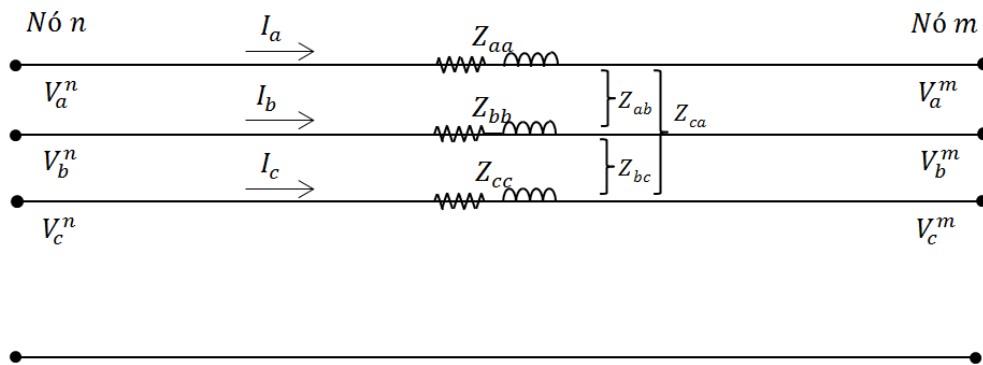 Nó n I_a Z_aa Nó m
V_a^n I_b Z_bb Z_ab Z_ca V_a^m
V_b^n I_c Z_cc Z_bc V_b^m
V_c^n V_c^m